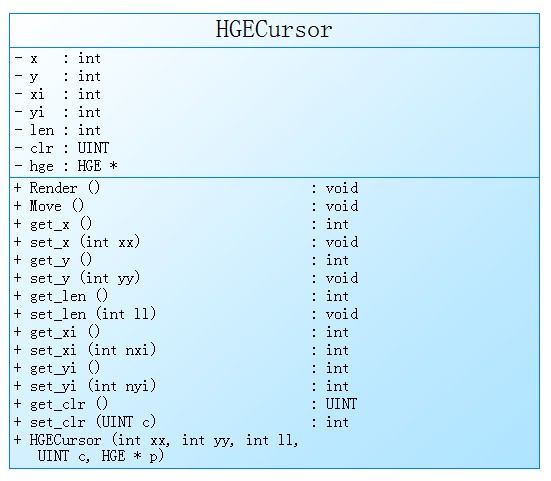 HGECursor
- x : int
- y : int
- xi : int
- yi : int
- len : int
- clr : UINT
- hge : HGE *
+ Render () : void
+ Move () : void
+ get_x () : int
+ set_x (int xx) : void
+ get_y () : int
+ set_y (int yy) : void
+ get_len () : int
+ set_len (int ll) : void
+ get_xi () : int
+ set_xi (int nxi) : int
+ get_yi () : int
+ set_yi (int nyi) : int
+ get_clr () : UINT
+ set_clr (UINT c) : int
+ HGECursor (int xx, int yy, int ll,
UINT c, HGE * p)